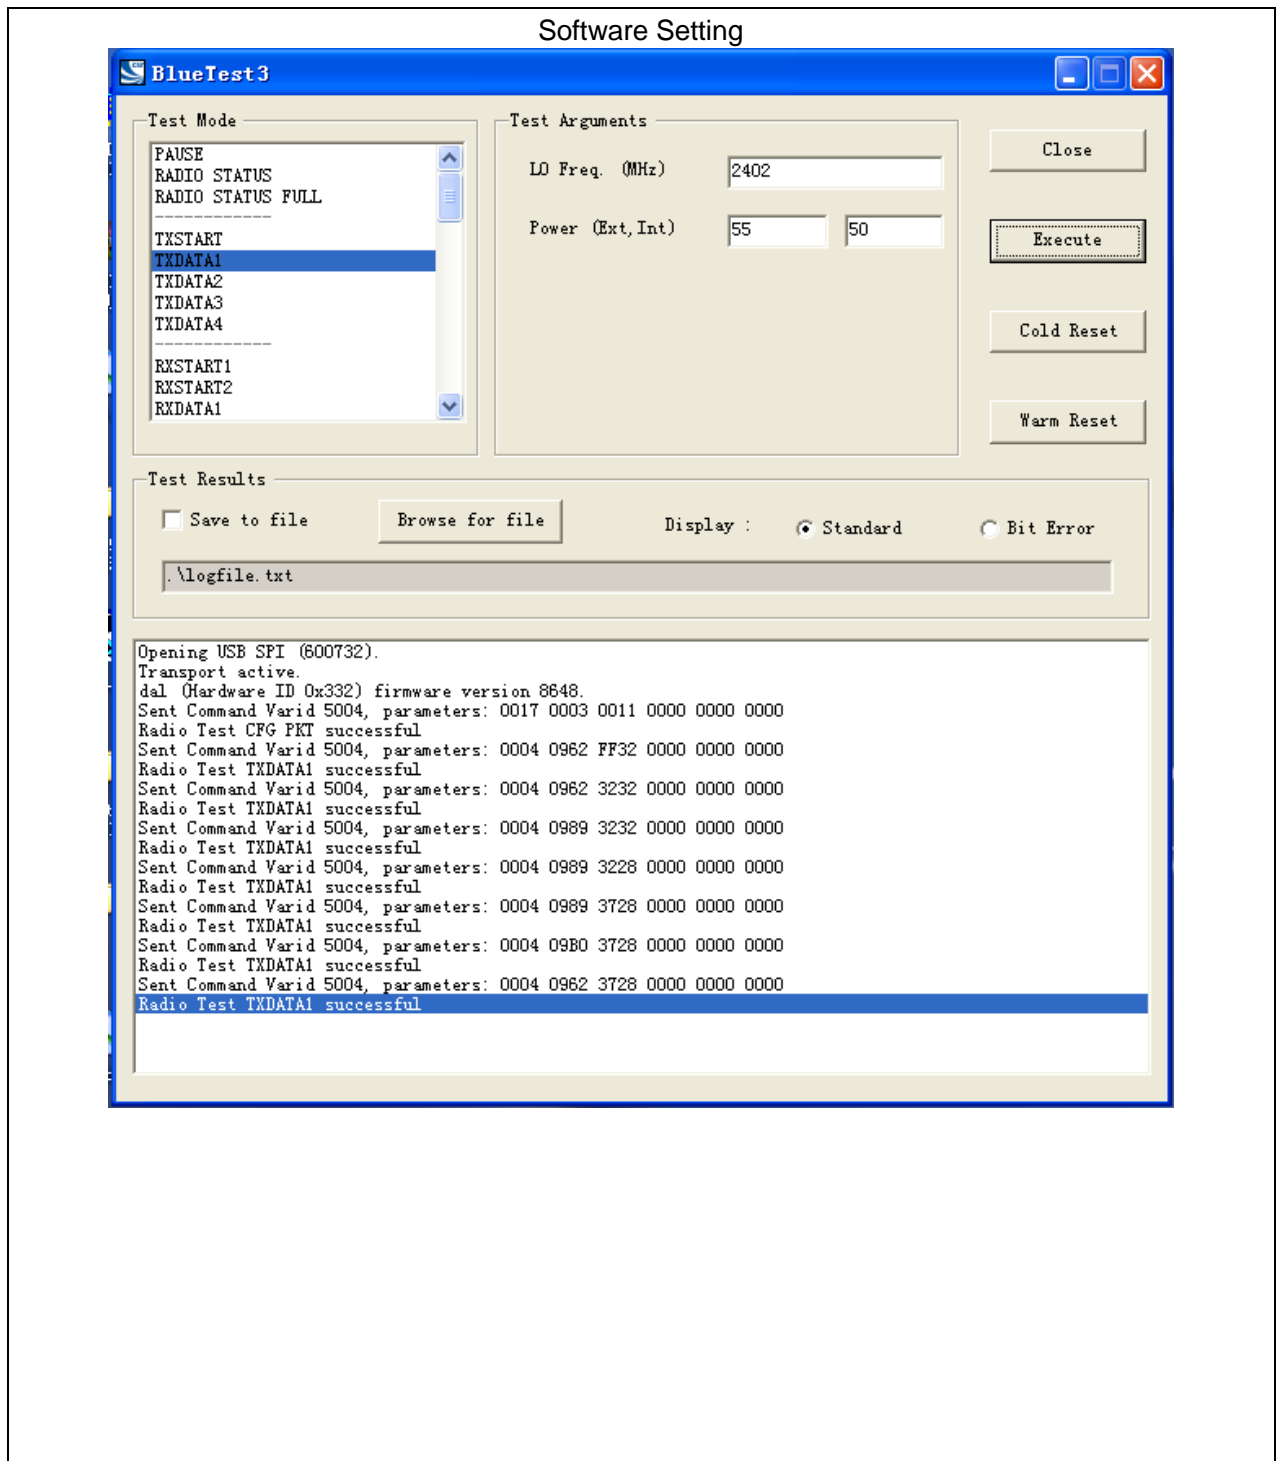 Software Setting
BlueTest3
Test Mode
PAUSE
RADIO STATUS
RADIO STATUS FULL
------------
TXSTART
TXDATA1
TXDATA2
TXDATA3
TXDATA4
------------
RXSTART1
RXSTART2
RXDATA1
Test Arguments
LO Freq. (MHz) 2402
Power (Ext,Int) 55 50
Close
Execute
Cold Reset
Warm Reset
Test Results
Save to file Browse for file Display : Standard Bit Error
.\logfile.txt
Opening USB SPI (600732).
Transport active.
dal (Hardware ID 0x332) firmware version 8648.
Sent Command Varid 5004, parameters: 0017 0003 0011 0000 0000 0000
Radio Test CFG PKT successful
Sent Command Varid 5004, parameters: 0004 0962 FF32 0000 0000 0000
Radio Test TXDATA1 successful
Sent Command Varid 5004, parameters: 0004 0962 3232 0000 0000 0000
Radio Test TXDATA1 successful
Sent Command Varid 5004, parameters: 0004 0989 3232 0000 0000 0000
Radio Test TXDATA1 successful
Sent Command Varid 5004, parameters: 0004 0989 3228 0000 0000 0000
Radio Test TXDATA1 successful
Sent Command Varid 5004, parameters: 0004 0989 3728 0000 0000 0000
Radio Test TXDATA1 successful
Sent Command Varid 5004, parameters: 0004 09B0 3728 0000 0000 0000
Radio Test TXDATA1 successful
Sent Command Varid 5004, parameters: 0004 0962 3728 0000 0000 0000
Radio Test TXDATA1 successful